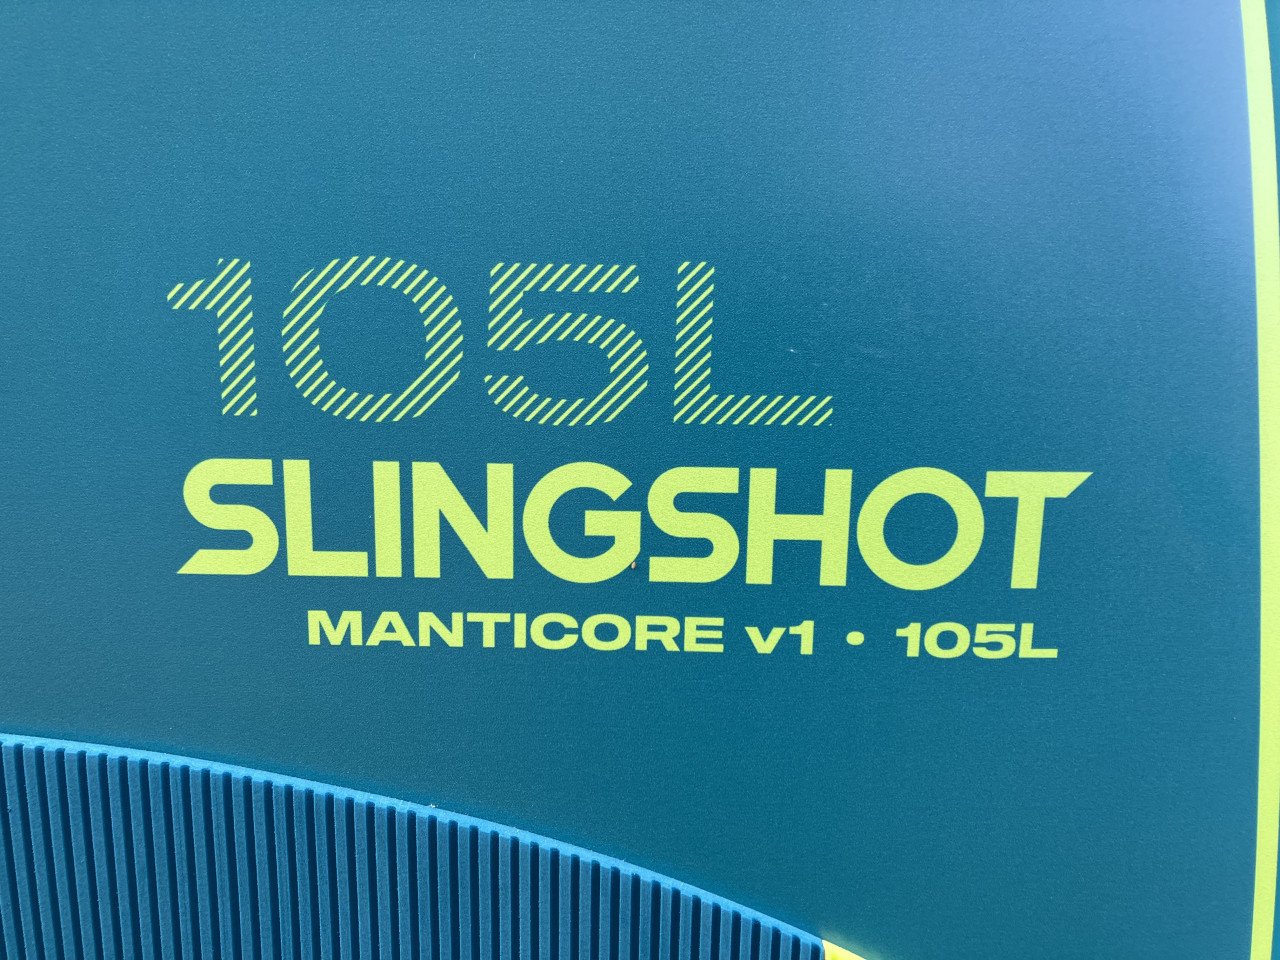 105L
SLINGSHOT
MANTICORE v1 • 105L